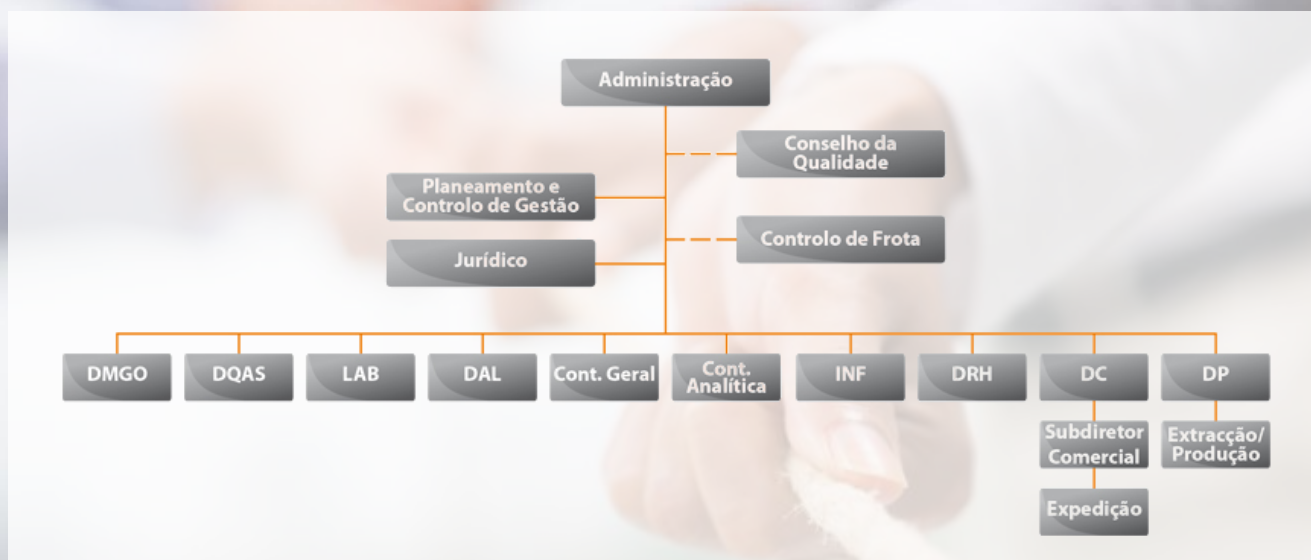 Administração
Conselho da
Qualidade
Planeamento e
Controlo de Gestão
Controlo de Frota
Jurídico
DMGO
DQAS
LAB
DAL
Cont. Geral
Cont.
Analítica
INF
DRH
DC
DP
Subdiretor
Comercial
Extracção/
Produção
Expedição